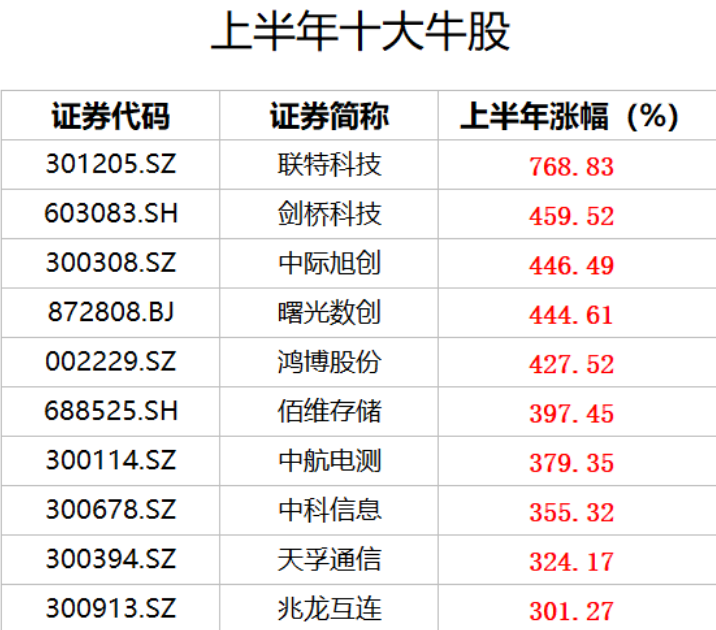 上半年十大牛股
证券代码 证券简称 上半年涨幅（%）
301205.SZ 联特科技 768.83
603083.SH 剑桥科技 459.52
300308.SZ 中际旭创 446.49
872808.BJ 曙光数创 444.61
002229.SZ 鸿博股份 427.52
688525.SH 佰维存储 397.45
300114.SZ 中航电测 379.35
300678.SZ 中科信息 355.32
300394.SZ 天孚通信 324.17
300913.SZ 兆龙互连 301.27